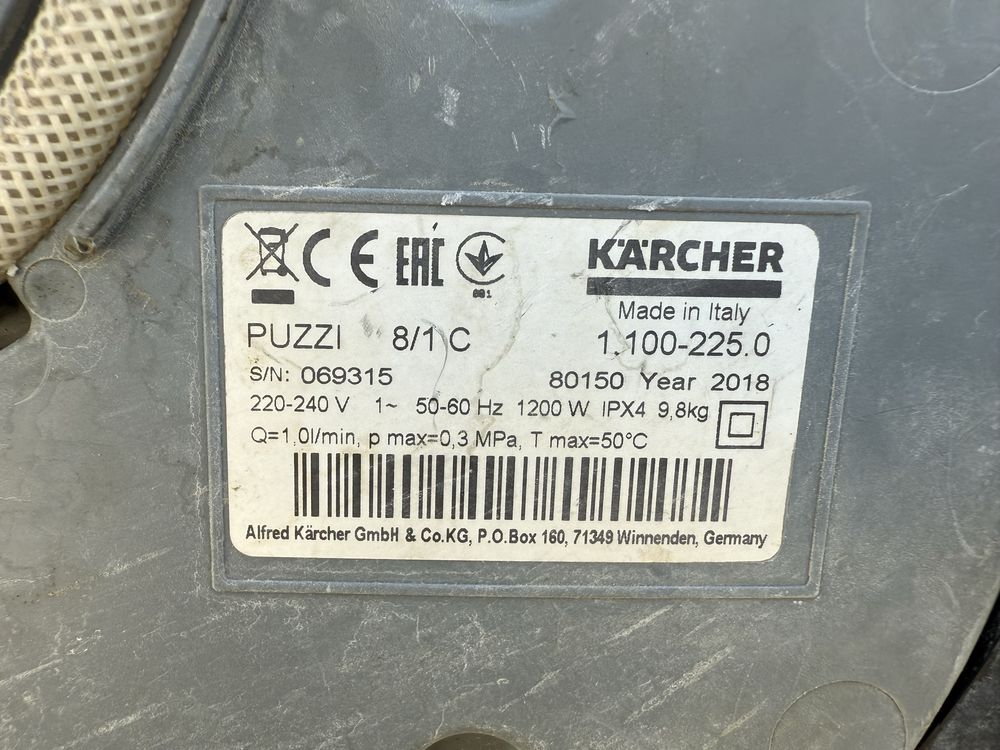 CE EAC
001
KÄRCHER
Made in Italy
PUZZI 8/1 C 1.100-225.0
S/N: 069315 80150 Year 2018
220-240 V 1~ 50-60 Hz 1200 W IPX4 9,8kg
Q=1,0l/min, p max=0,3 MPa, T max=50°C
Alfred Kärcher GmbH & Co.KG, P.O.Box 160, 71349 Winnenden, Germany